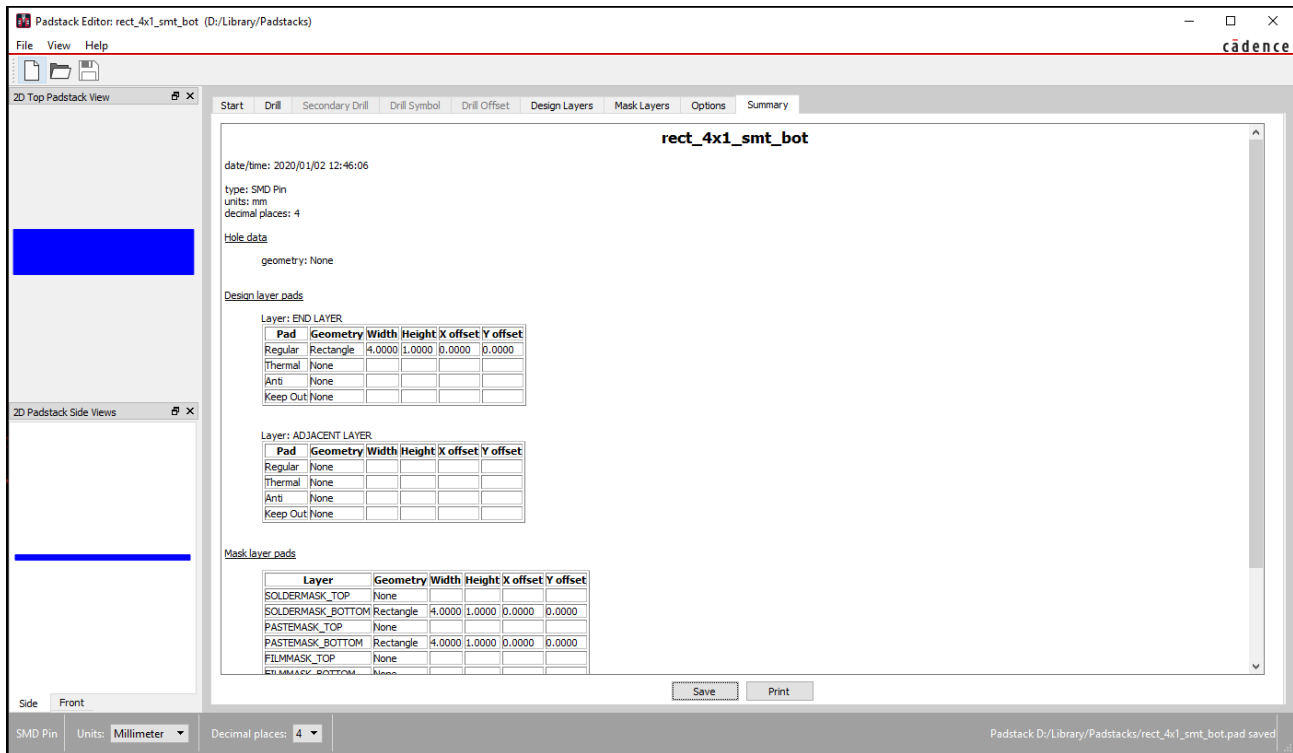 Padstack Editor: rect_4x1_smt_bot (D:/Library/Padstacks)
File View Help
cādence
2D Top Padstack View
Start Drill Secondary Drill Drill Symbol Drill Offset Design Layers Mask Layers Options Summary
rect_4x1_smt_bot
date/time: 2020/01/02 12:46:06
type: SMD Pin
units: mm
decimal places: 4
Hole data
geometry: None
Design layer pads
Layer: END LAYER
Pad Geometry Width Height X offset Y offset
Regular Rectangle 4.0000 1.0000 0.0000 0.0000
Thermal None
Anti None
Keep Out None
2D Padstack Side Views
Layer: ADJACENT LAYER
Pad Geometry Width Height X offset Y offset
Regular None
Thermal None
Anti None
Keep Out None
Mask layer pads
Layer Geometry Width Height X offset Y offset
SOLDERMASK_TOP None
SOLDERMASK_BOTTOM Rectangle 4.0000 1.0000 0.0000 0.0000
PASTEMASK_TOP None
PASTEMASK_BOTTOM Rectangle 4.0000 1.0000 0.0000 0.0000
FILMMASK_TOP None
FILMMASK_BOTTOM None
Save Print
Side Front
SMD Pin Units: Millimeter Decimal places: 4 Padstack D:/Library/Padstacks/rect_4x1_smt_bot.pad saved